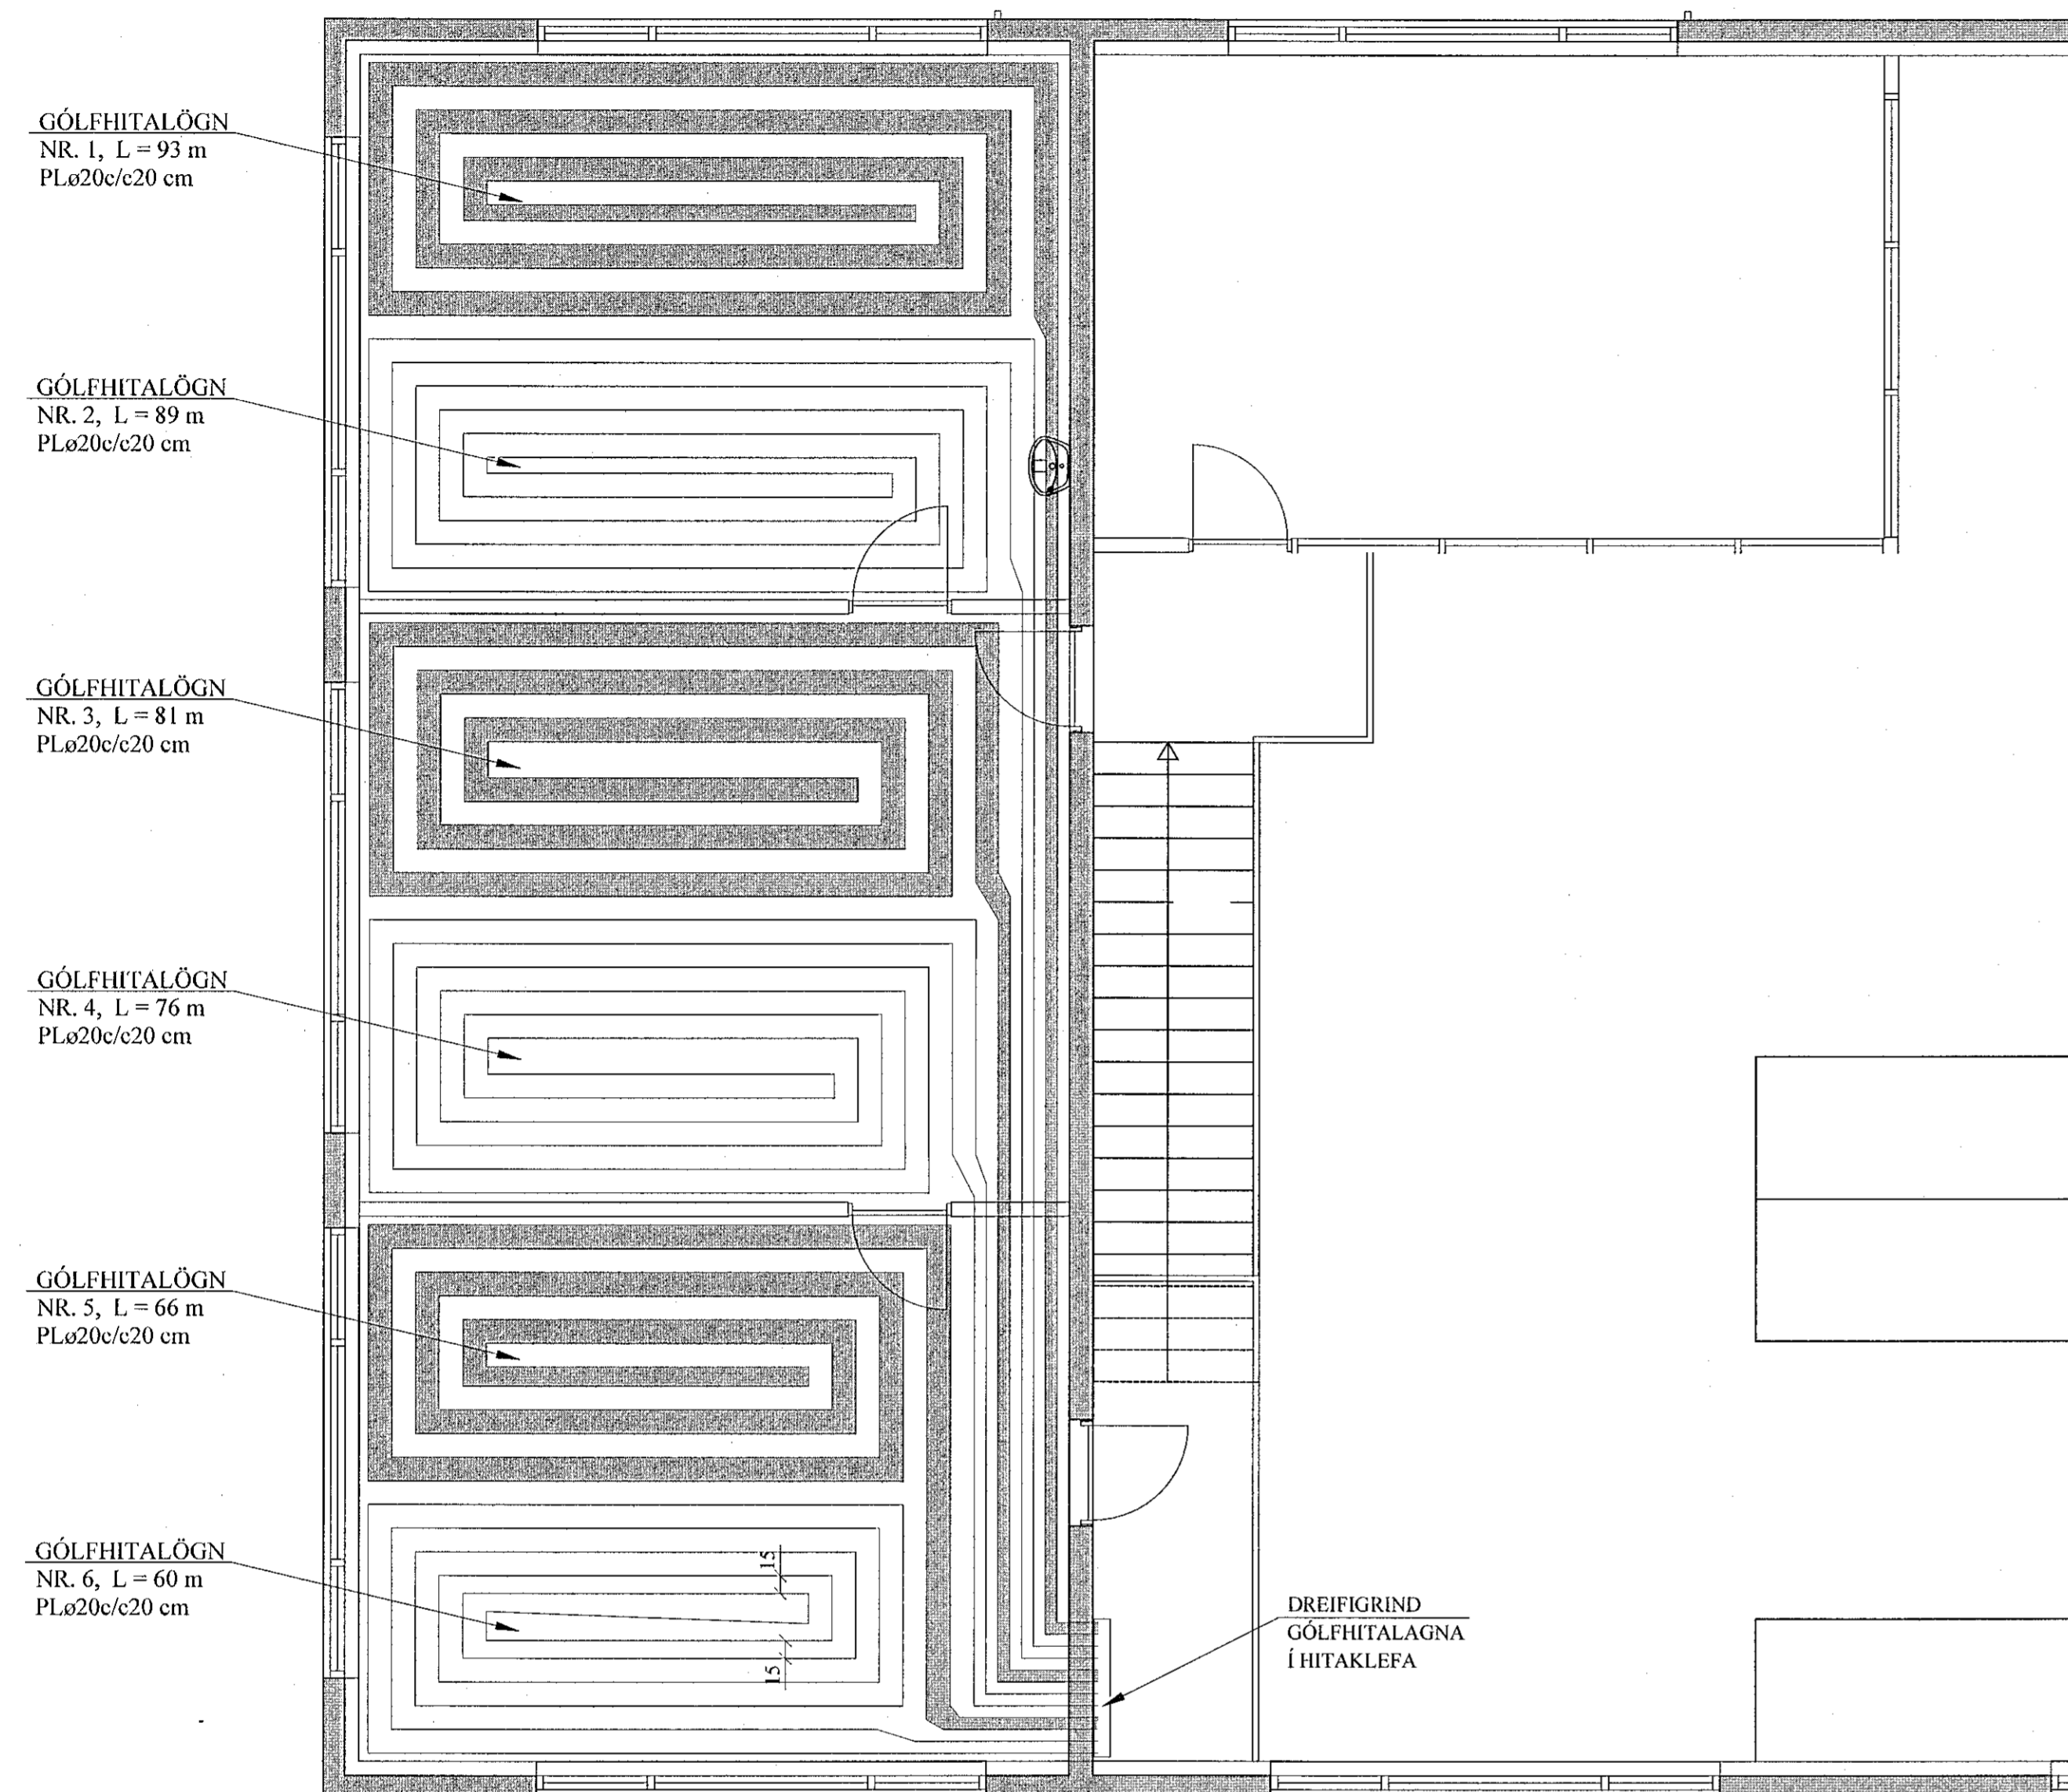 GÓLFHITALÖGN
NR. 1, L = 93 m
PLø20c/c20 cm
GÓLFHITALÖGN
NR. 2, L = 89 m
PLø20c/c20 cm
GÓLFHITALÖGN
NR. 3, L = 81 m
PLø20c/c20 cm
GÓLFHITALÖGN
NR. 4, L = 76 m
PLø20c/c20 cm
GÓLFHITALÖGN
NR. 5, L = 66 m
PLø20c/c20 cm
GÓLFHITALÖGN
NR. 6, L = 60 m
PLø20c/c20 cm
15
15
DREIFIGRIND
GÓLFHITALAGNA
Í HITAKLEFA